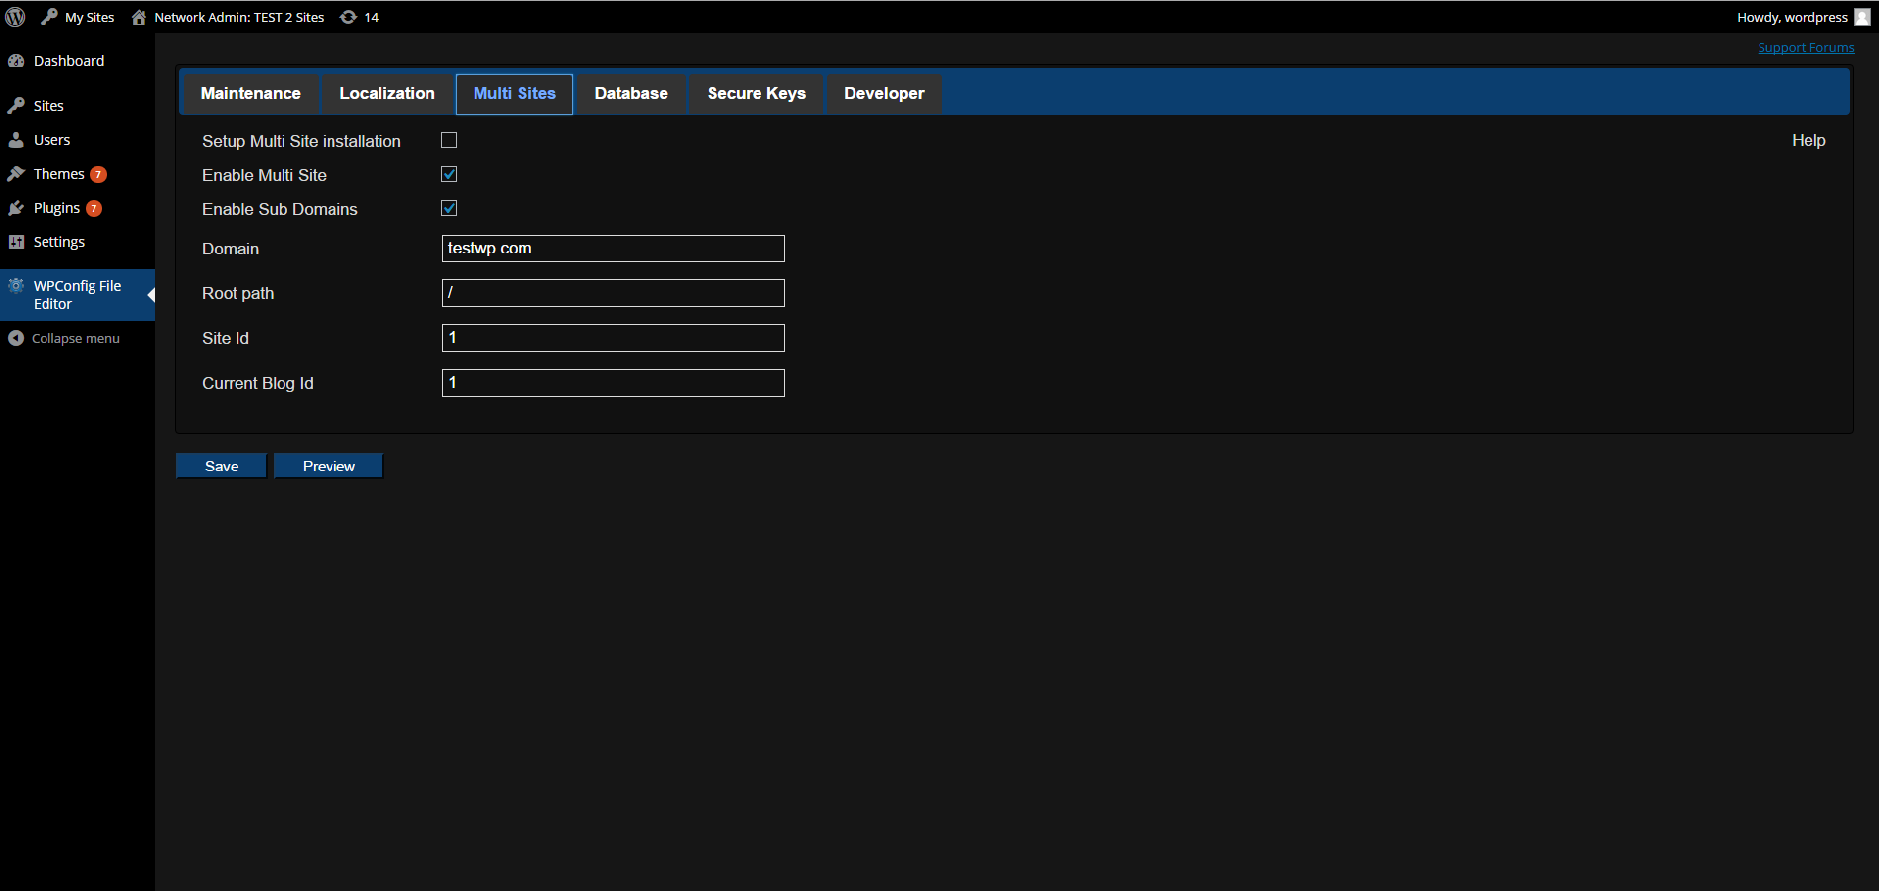 My Sites Network Admin: TEST 2 Sites 14 Howdy, wordpress
Support Forums
Dashboard
Sites
Users
Themes 7
Plugins 7
Settings
WPConfig File
Editor
Collapse menu
Maintenance Localization Multi Sites Database Secure Keys Developer
Setup Multi Site installation
Help
Enable Multi Site
Enable Sub Domains
Domain testwp.com
Root path /
Site Id 1
Current Blog Id 1
Save Preview